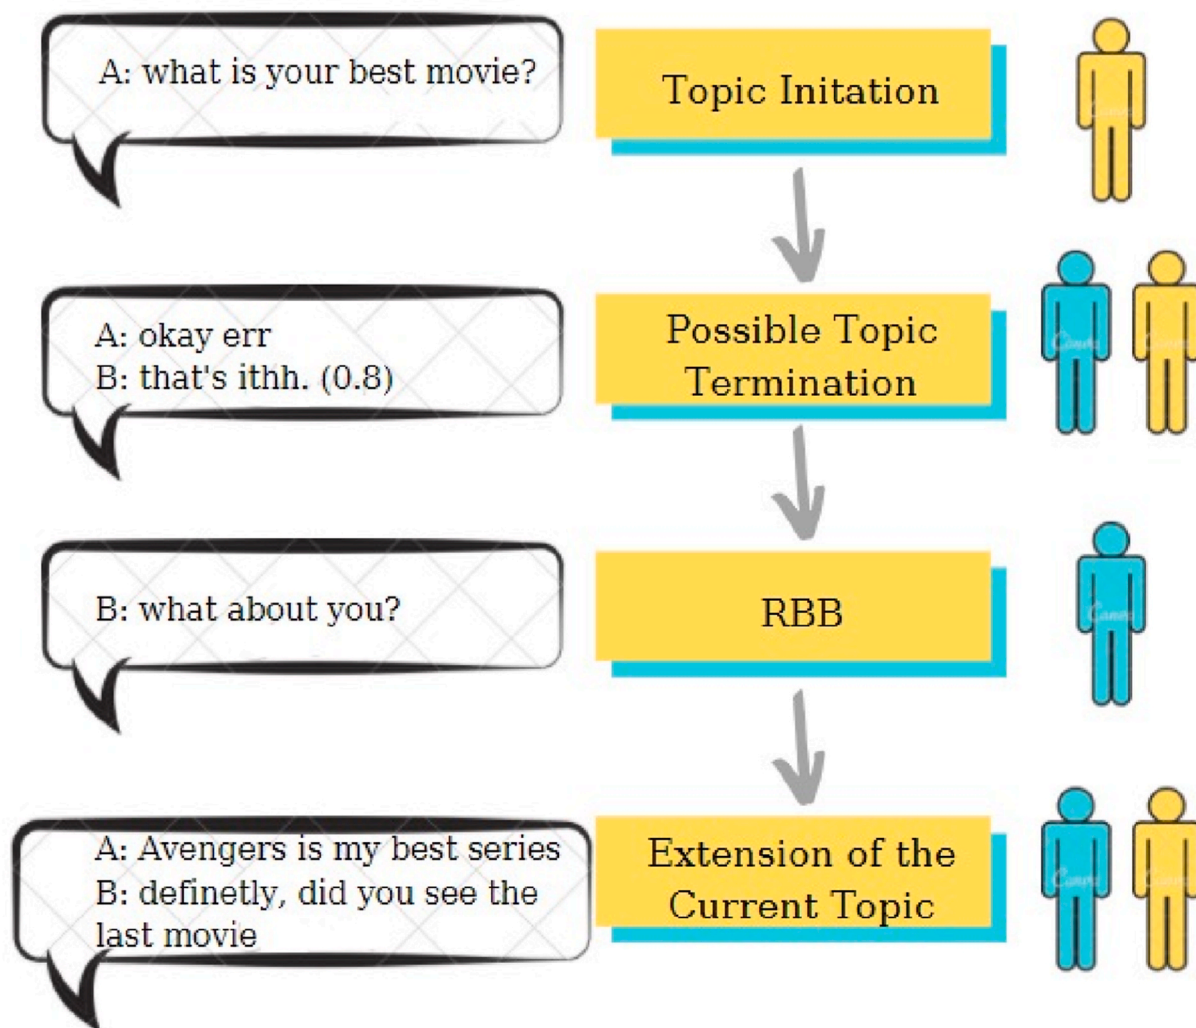 A: what is your best movie?
Topic Initation
A: okay err
B: that's ithh. (0.8)
Possible Topic
Termination
B: what about you?
RBB
A: Avengers is my best series
B: definetly, did you see the
last movie
Extension of the
Current Topic